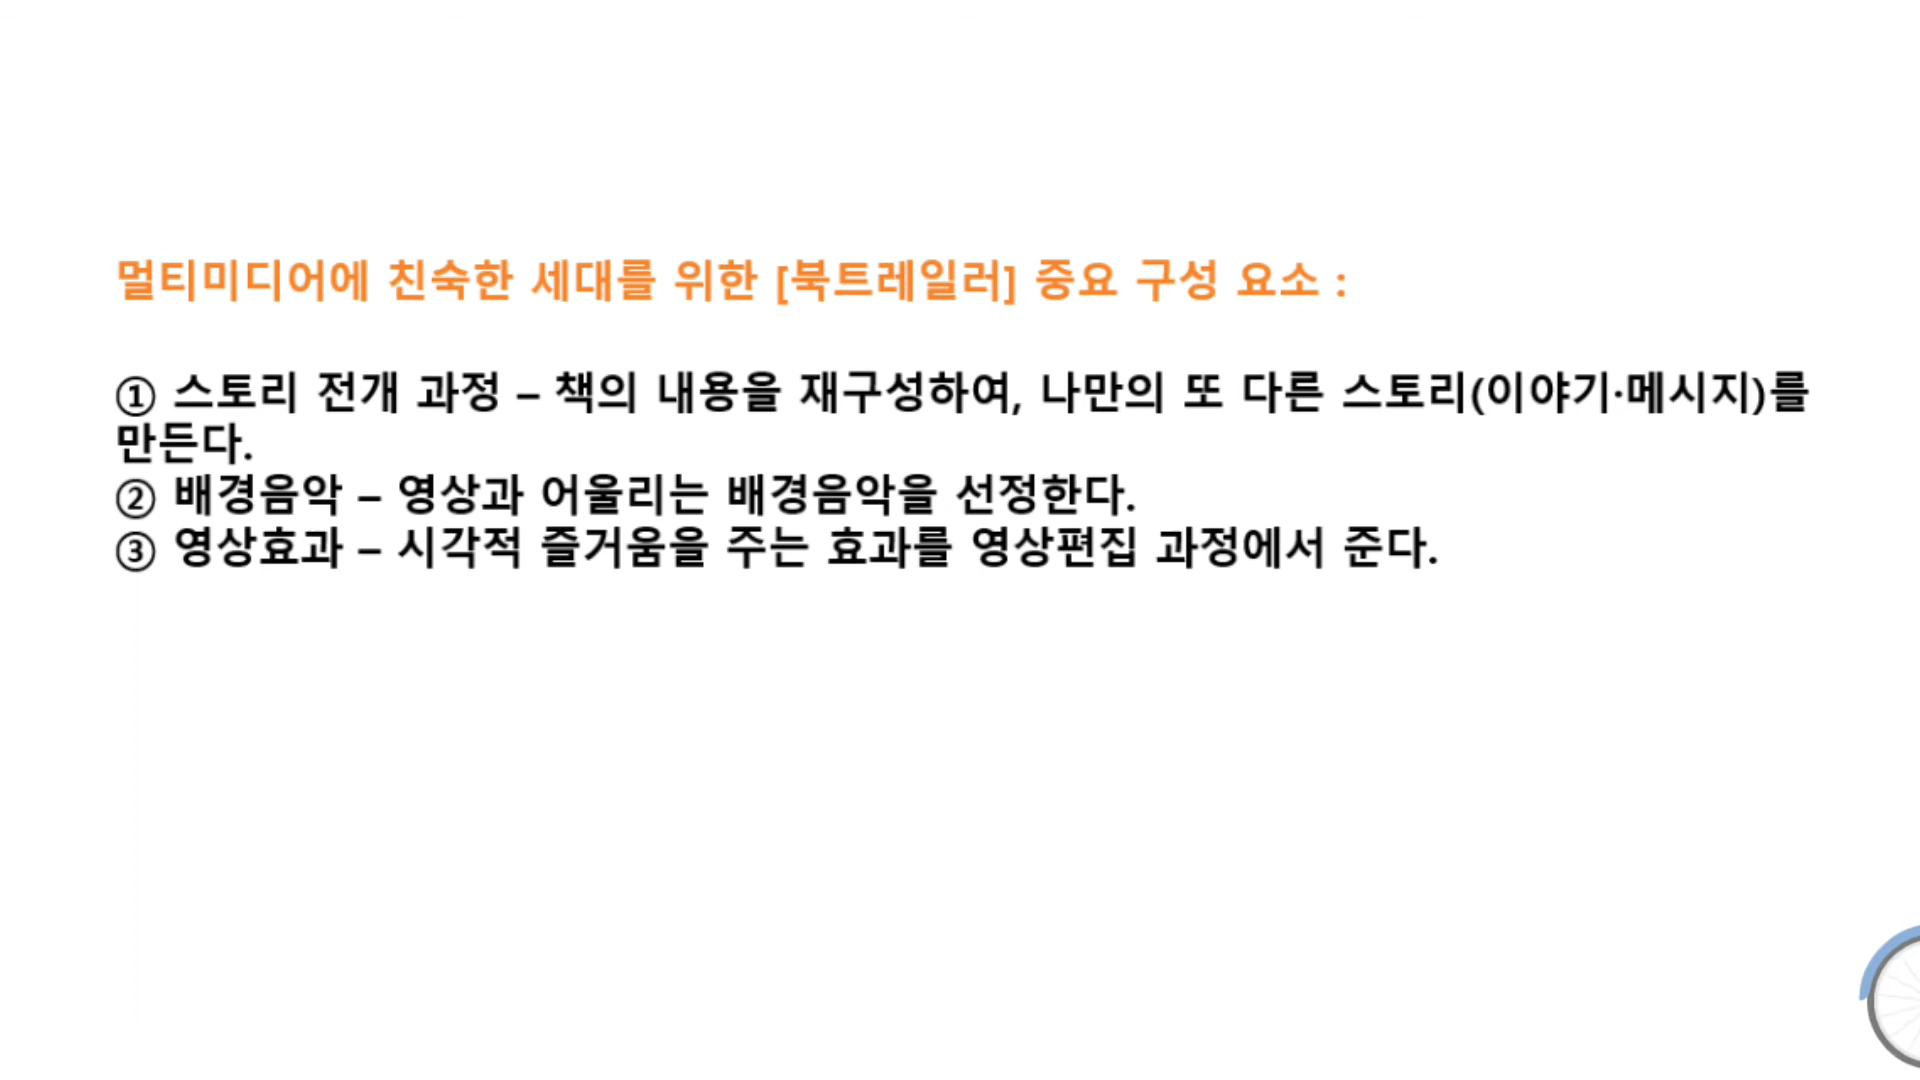 멀티미디어에 친숙한 세대를 위한 [북트레일러] 중요 구성 요소 :
① 스토리 전개 과정 – 책의 내용을 재구성하여, 나만의 또 다른 스토리(이야기·메시지)를
만든다.
② 배경음악 – 영상과 어울리는 배경음악을 선정한다.
③ 영상효과 – 시각적 즐거움을 주는 효과를 영상편집 과정에서 준다.